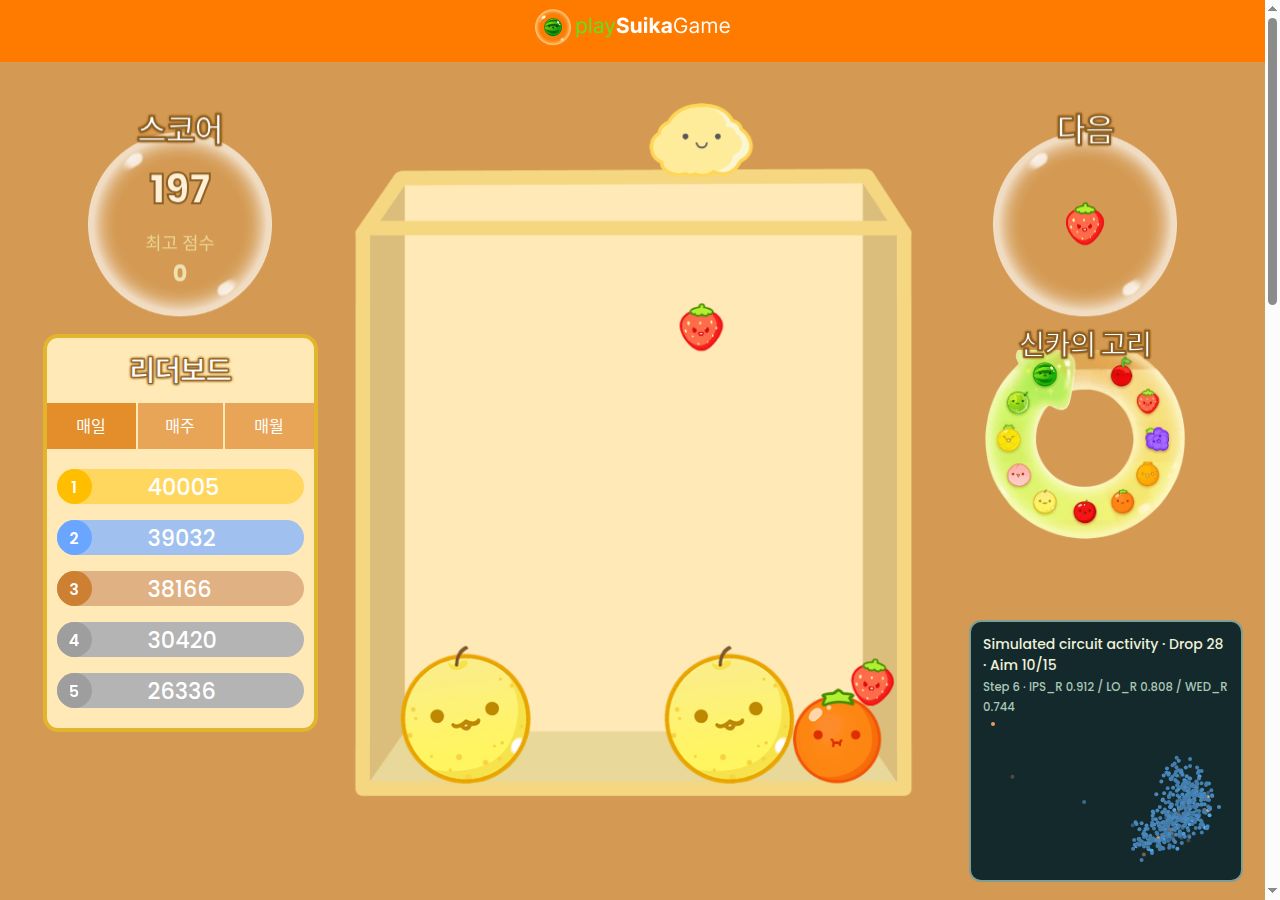 playSuikaGame
스코어
197
최고 점수
0
다음
리더보드
매일 매주 매월
1 40005
2 39032
3 38166
4 30420
5 26336
신카의 고리
Simulated circuit activity · Drop 28
· Aim 10/15
Step 6 · IPS_R 0.912 / LO_R 0.808 / WED_R
0.744